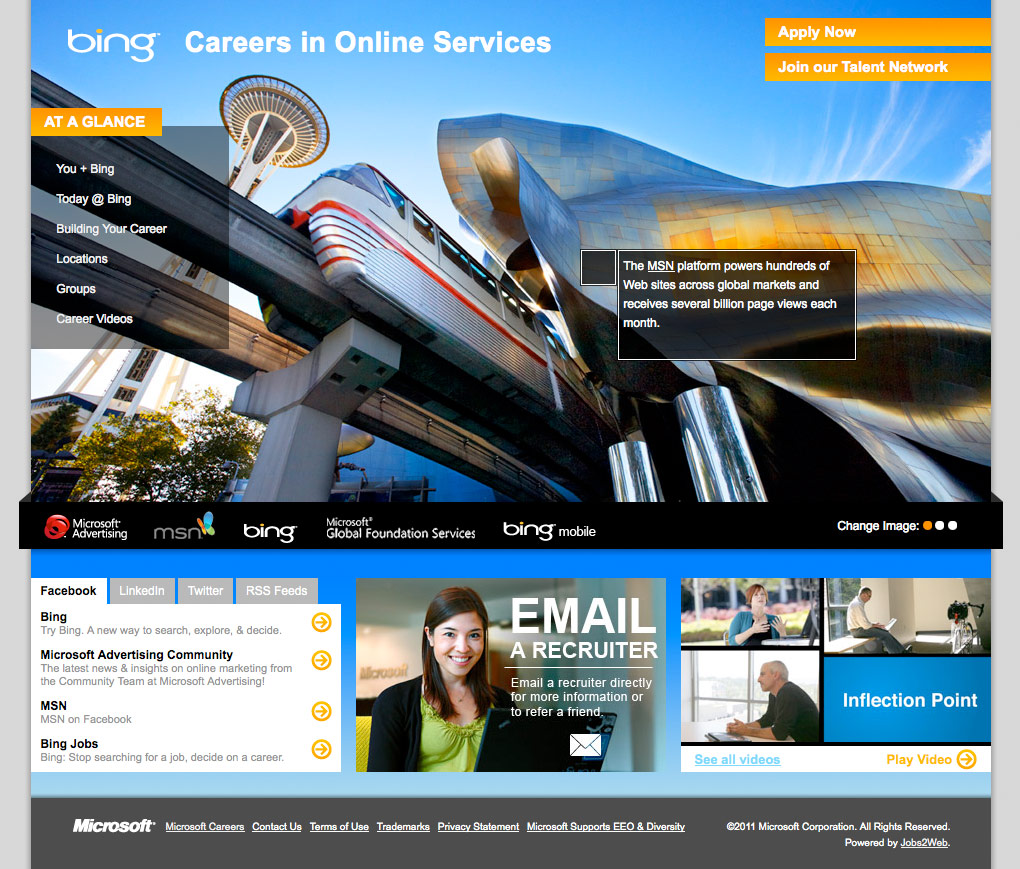 bing™ Careers in Online Services
Apply Now
Join our Talent Network
AT A GLANCE
You + Bing
Today @ Bing
Building Your Career
Locations
Groups
Career Videos
The MSN platform powers hundreds of
Web sites across global markets and
receives several billion page views each
month.
Microsoft®
Advertising
msn
bing™
Microsoft®
Global Foundation Services
bing™ mobile
Change Image:
Facebook
LinkedIn
Twitter
RSS Feeds
Bing
Try Bing. A new way to search, explore, & decide.
Microsoft Advertising Community
The latest news & insights on online marketing from
the Community Team at Microsoft Advertising!
MSN
MSN on Facebook
Bing Jobs
Bing: Stop searching for a job, decide on a career.
Microsoft
EMAIL
A RECRUITER
Email a recruiter directly
for more information or
to refer a friend.
Inflection Point
See all videos
Play Video
Microsoft® Microsoft Careers Contact Us Terms of Use Trademarks Privacy Statement Microsoft Supports EEO & Diversity
©2011 Microsoft Corporation. All Rights Reserved.
Powered by Jobs2Web.